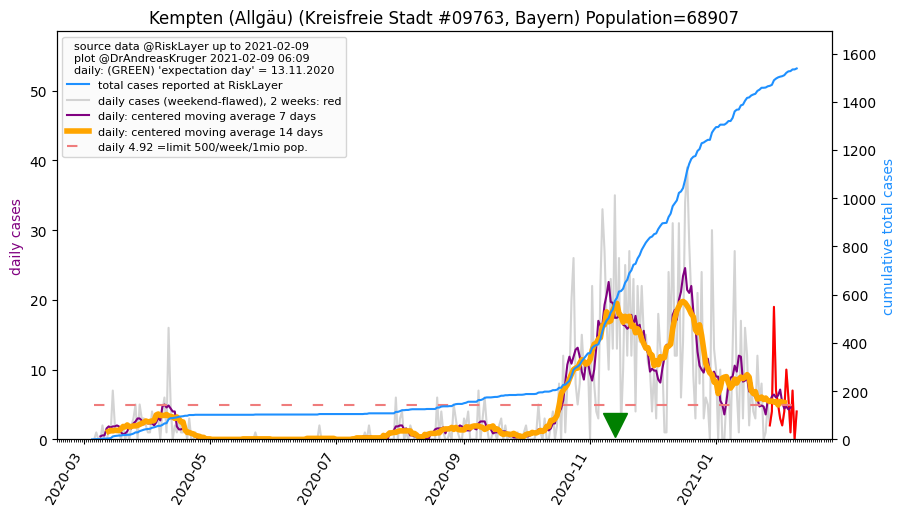 Kempten (Allgäu) (Kreisfreie Stadt #09763, Bayern) Population=68907
source data @RiskLayer up to 2021-02-09
plot @DrAndreasKruger 2021-02-09 06:09
daily: (GREEN) 'expectation day' = 13.11.2020
total cases reported at RiskLayer
daily cases (weekend-flawed), 2 weeks: red
daily: centered moving average 7 days
daily: centered moving average 14 days
daily 4.92 =limit 500/week/1mio pop.
daily cases
0
10
20
30
40
50
cumulative total cases
0
200
400
600
800
1000
1200
1400
1600
2020-03
2020-05
2020-07
2020-09
2020-11
2021-01